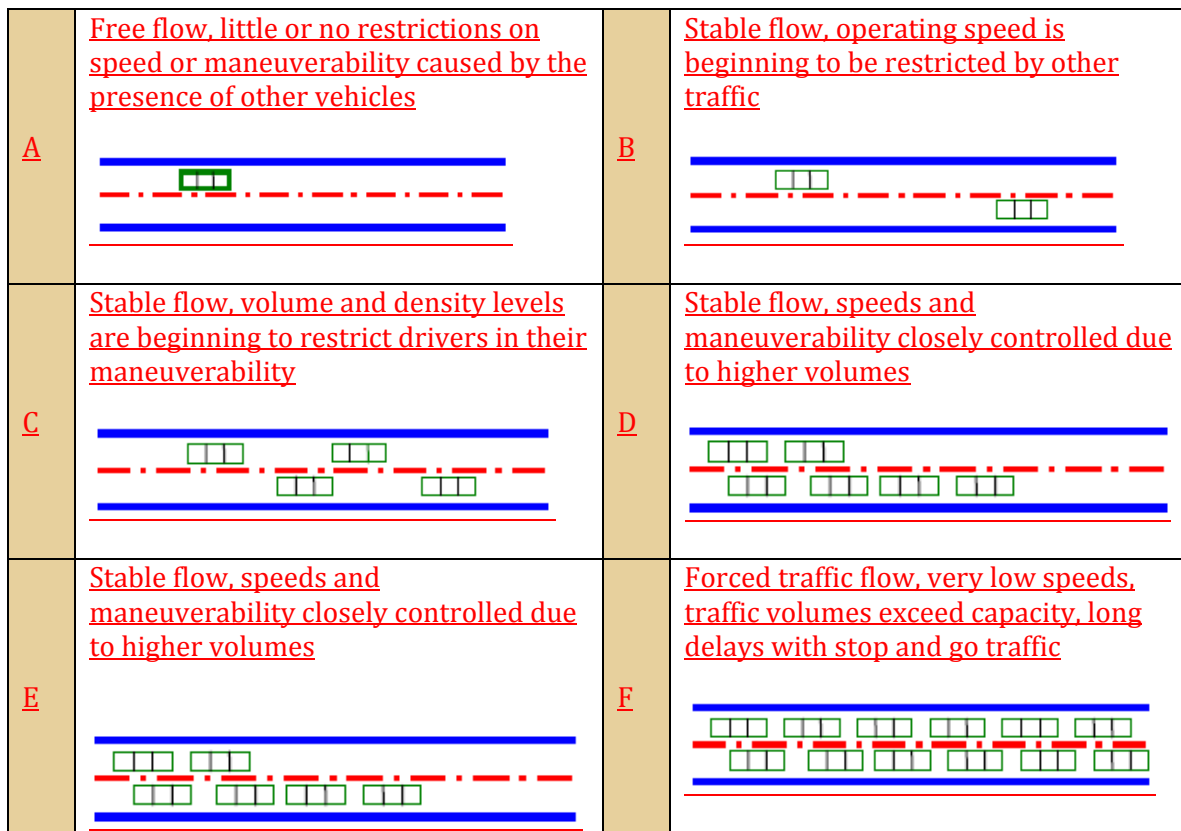 A
Free flow, little or no restrictions on
speed or maneuverability caused by the
presence of other vehicles
B
Stable flow, operating speed is
beginning to be restricted by other
traffic
C
Stable flow, volume and density levels
are beginning to restrict drivers in their
maneuverability
D
Stable flow, speeds and
maneuverability closely controlled due
to higher volumes
E
Stable flow, speeds and
maneuverability closely controlled due
to higher volumes
F
Forced traffic flow, very low speeds,
traffic volumes exceed capacity, long
delays with stop and go traffic